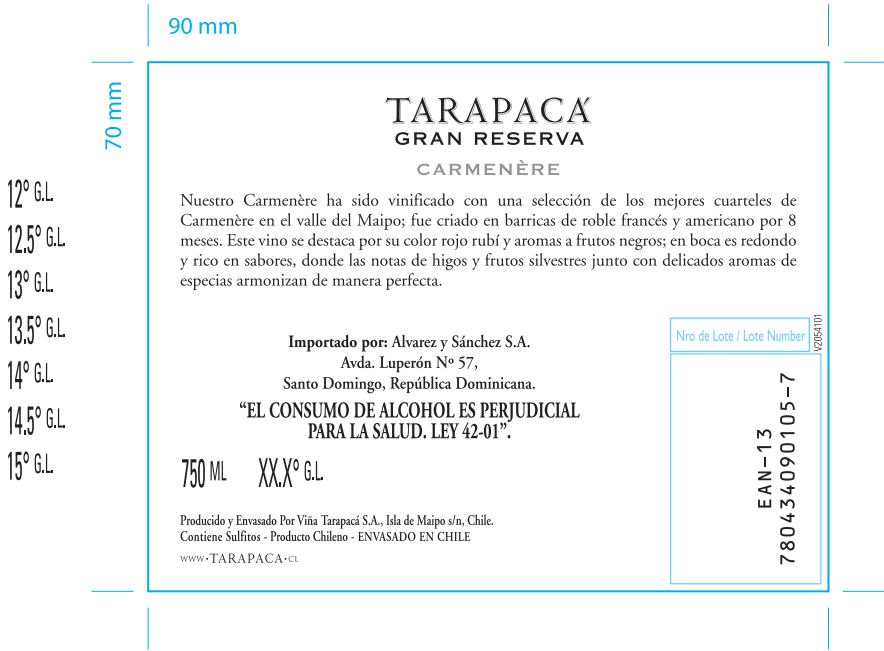 90 mm
70 mm
TARAPACÁ
GRAN RESERVA
CARMENÈRE
Nuestro Carmenère ha sido vinificado con una selección de los mejores cuarteles de
Carmenère en el valle del Maipo; fue criado en barricas de roble francés y americano por 8
meses. Este vino se destaca por su color rojo rubí y aromas a frutos negros; en boca es redondo
y rico en sabores, donde las notas de higos y frutos silvestres junto con delicados aromas de
especias armonizan de manera perfecta.
12° G.L.
12.5° G.L.
13° G.L.
13.5° G.L.
14° G.L.
14.5° G.L.
15° G.L.
Importado por: Alvarez y Sánchez S.A.
Avda. Luperón Nº 57,
Santo Domingo, República Dominicana.
“EL CONSUMO DE ALCOHOL ES PERJUDICIAL
PARA LA SALUD. LEY 42-01”.
750 ML XX.X° G.L.
Producido y Envasado Por Viña Tarapacá S.A., Isla de Maipo s/n, Chile.
Contiene Sulfitos - Producto Chileno - ENVASADO EN CHILE
WWW·TARAPACA·CL
Nro de Lote / Lote Number
V2054101
EAN-13
780434090105-7